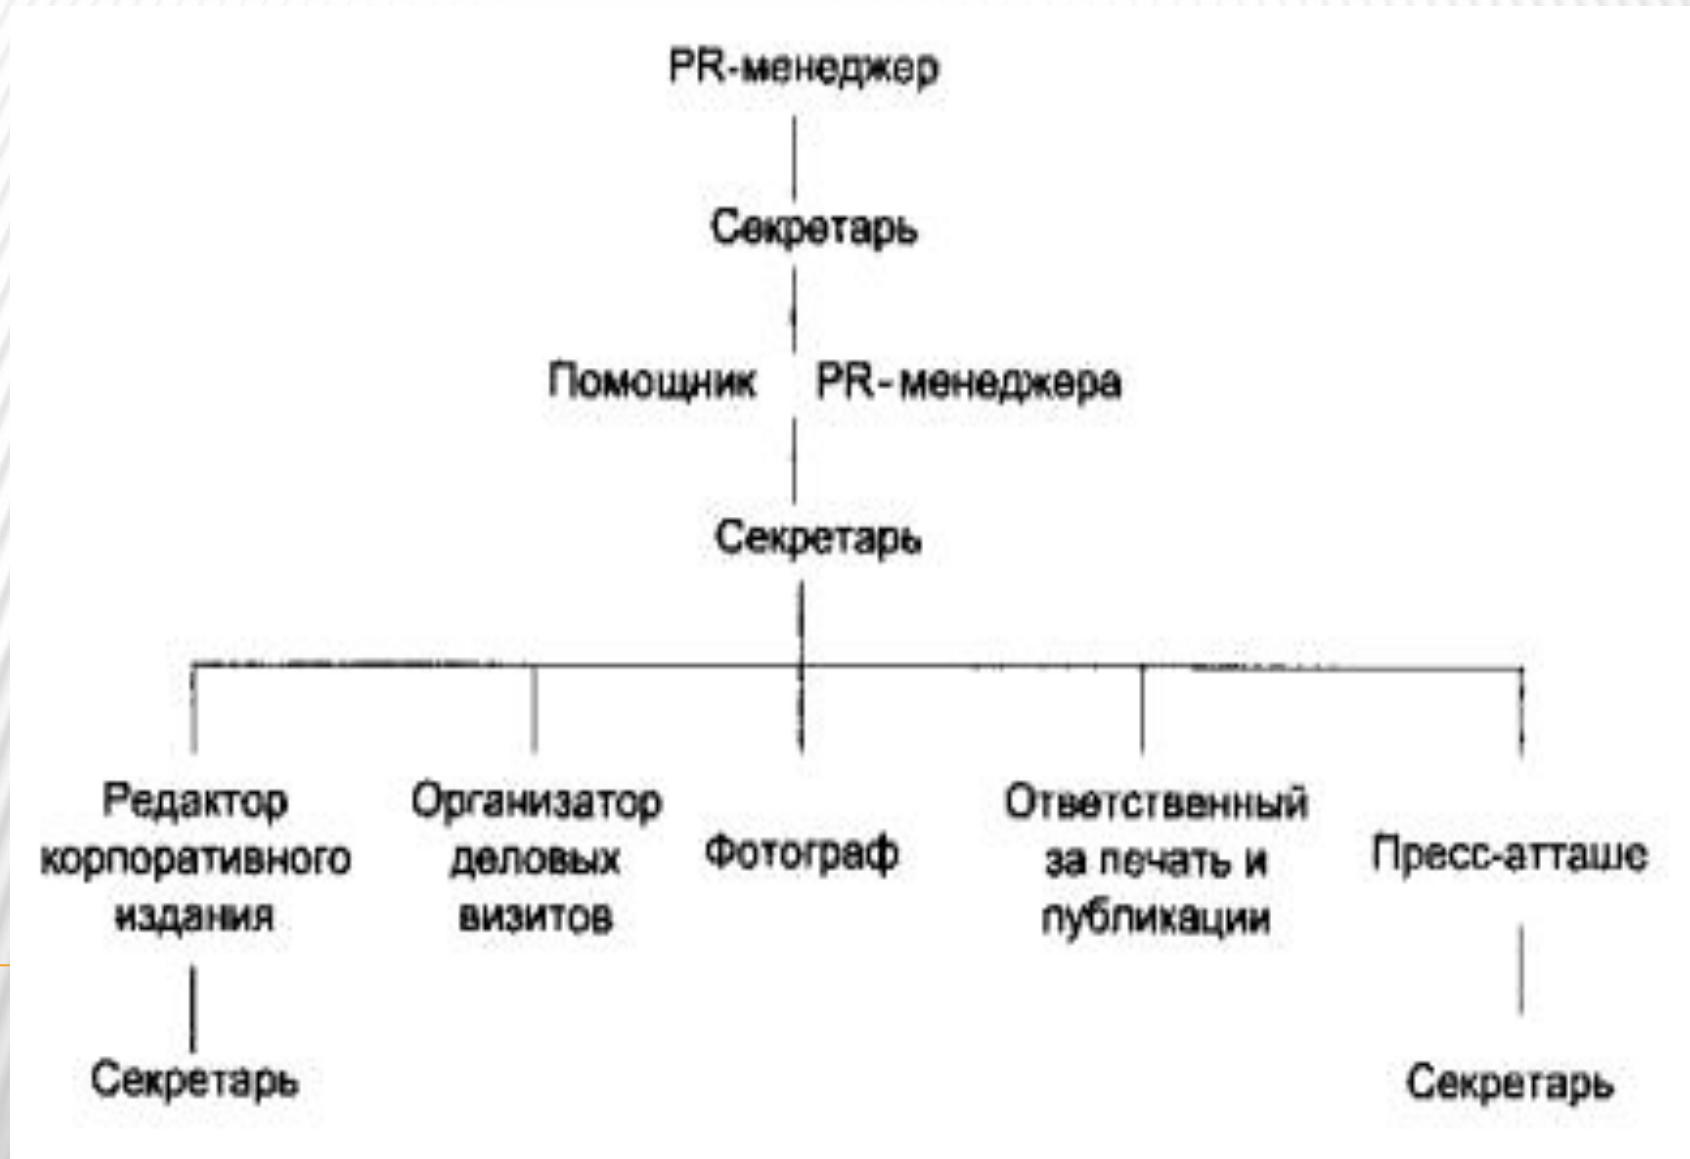 PR-менеджер
Секретарь
Помощник PR-менеджера
Секретарь
Редактор
корпоративного
издания
Организатор
деловых
визитов
Фотограф
Ответственный
за печать и
публикации
Пресс-атташе
Секретарь
Секретарь